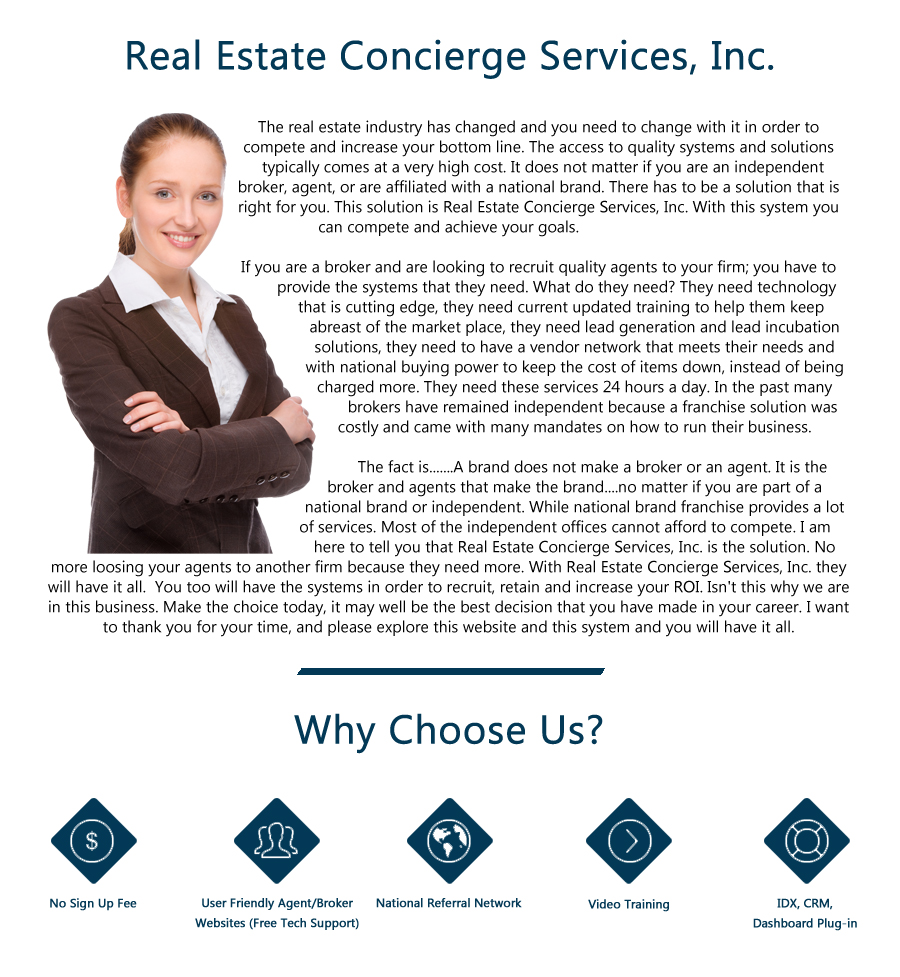 Real Estate Concierge Services, Inc.
The real estate industry has changed and you need to change with it in order to
compete and increase your bottom line. The access to quality systems and solutions
typically comes at a very high cost. It does not matter if you are an independent
broker, agent, or are affiliated with a national brand. There has to be a solution that is
right for you. This solution is Real Estate Concierge Services, Inc. With this system you
can compete and achieve your goals.
If you are a broker and are looking to recruit quality agents to your firm; you have to
provide the systems that they need. What do they need? They need technology
that is cutting edge, they need current updated training to help them keep
abreast of the market place, they need lead generation and lead incubation
solutions, they need to have a vendor network that meets their needs and
with national buying power to keep the cost of items down, instead of being
charged more. They need these services 24 hours a day. In the past many
brokers have remained independent because a franchise solution was
costly and came with many mandates on how to run their business.
The fact is.......A brand does not make a broker or an agent. It is the
broker and agents that make the brand....no matter if you are part of a
national brand or independent. While national brand franchise provides a lot
of services. Most of the independent offices cannot afford to compete. I am
here to tell you that Real Estate Concierge Services, Inc. is the solution. No
more loosing your agents to another firm because they need more. With Real Estate Concierge Services, Inc. they
will have it all.  You too will have the systems in order to recruit, retain and increase your ROI. Isn't this why we are
in this business. Make the choice today, it may well be the best decision that you have made in your career. I want
to thank you for your time, and please explore this website and this system and you will have it all.
Why Choose Us?
$
No Sign Up Fee
User Friendly Agent/Broker
Websites (Free Tech Support)
National Referral Network
Video Training
IDX, CRM,
Dashboard Plug-in